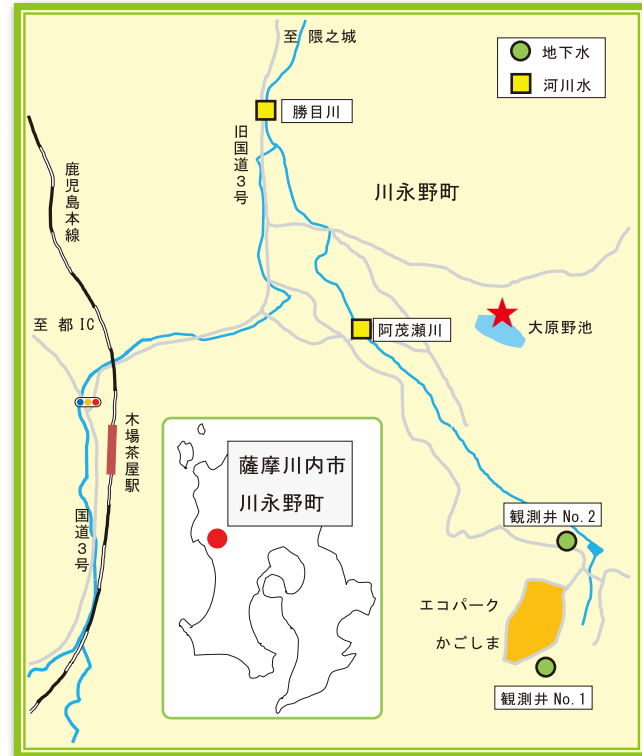 至 隈之城
地下水
河川水
勝目川
旧国道3号
鹿児島本線
川永野町
至 都IC
阿茂瀬川
大原野池
木場茶屋駅
国道3号
薩摩川内市
川永野町
観測井 No.2
エコパーク
かごしま
観測井 No.1